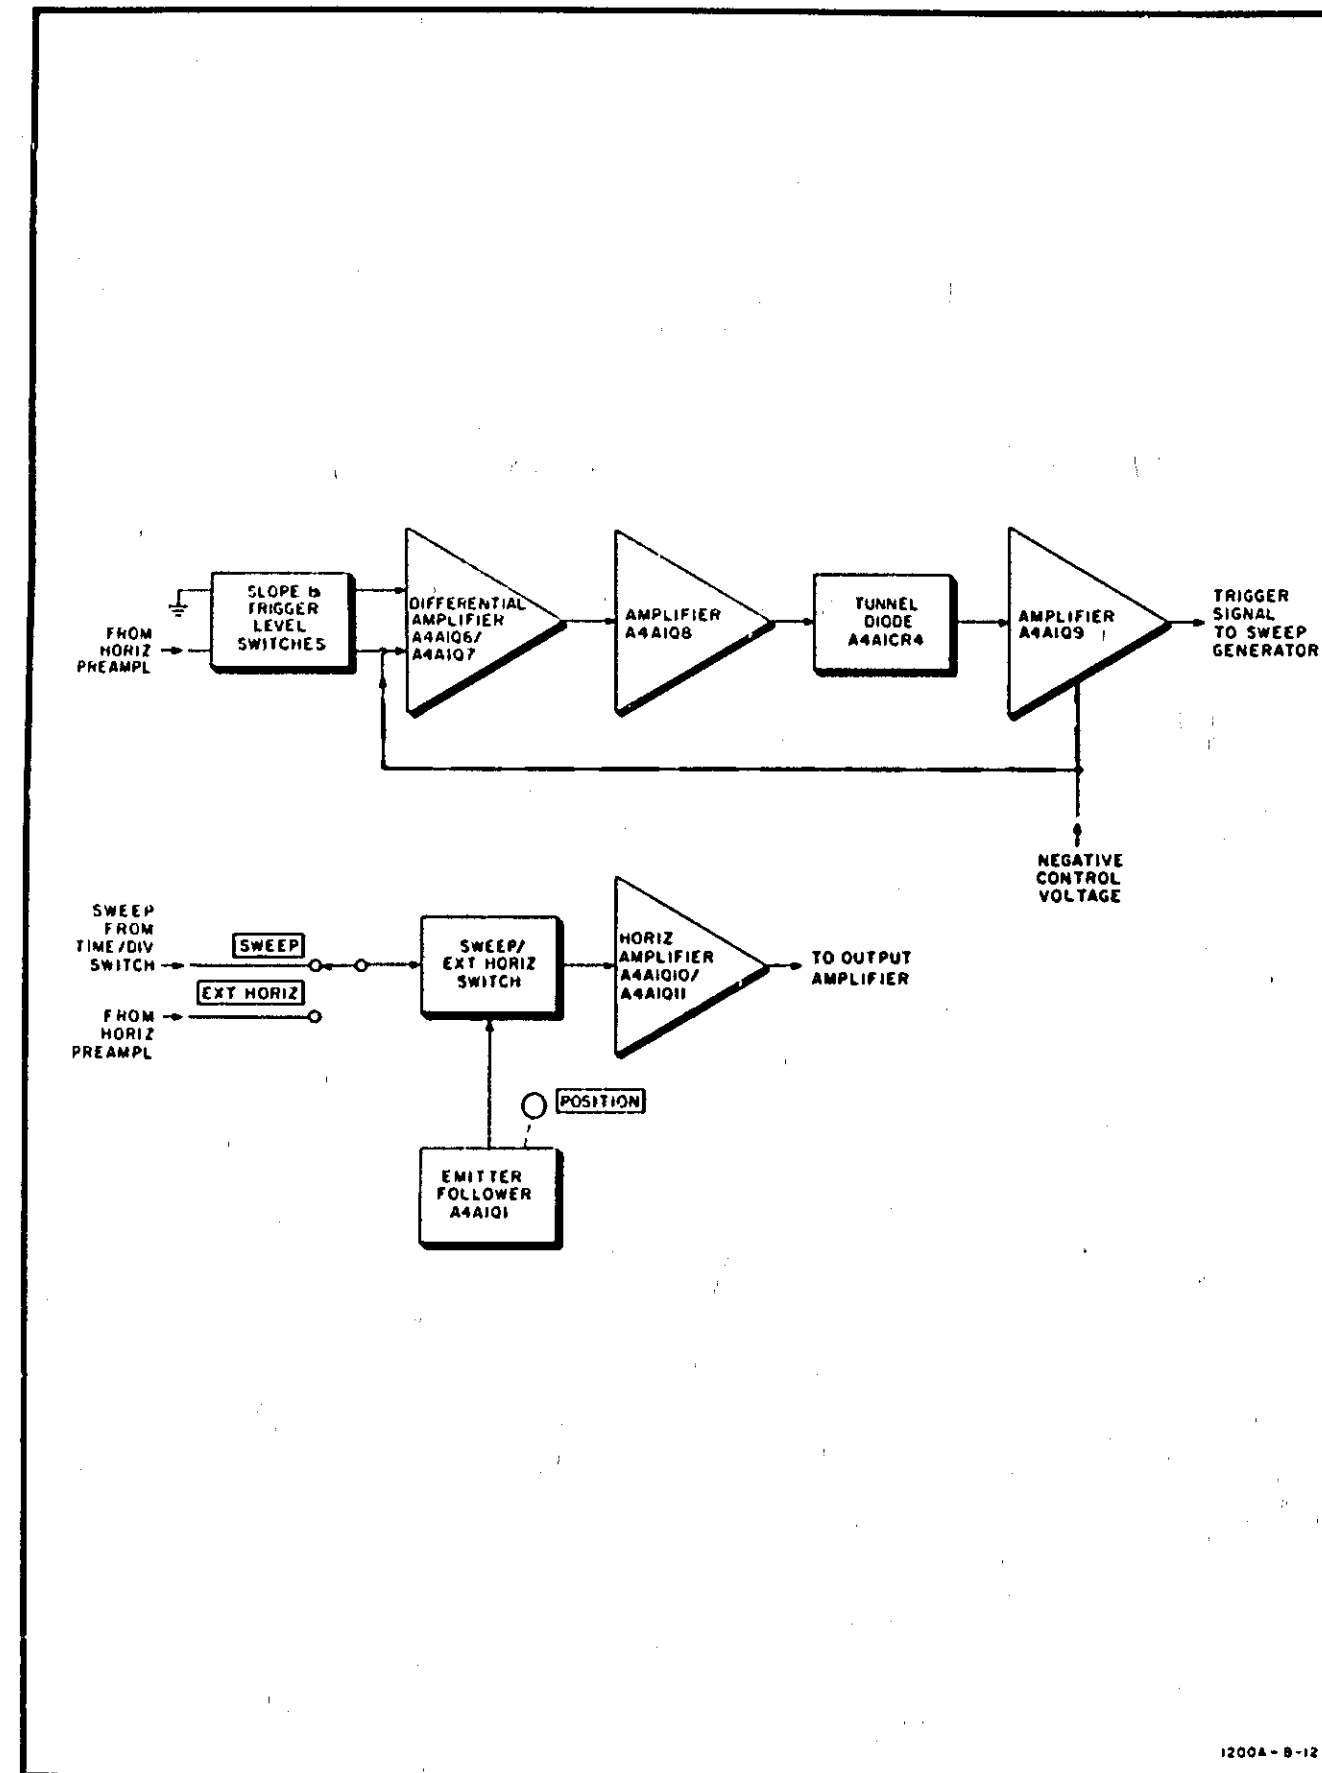 SLOPE &
TRIGGER
LEVEL
SWITCHES
FROM
HORIZ
PREAMPL
DIFFERENTIAL
AMPLIFIER
A4A1Q6/
A4A1Q7
AMPLIFIER
A4A1Q8
TUNNEL
DIODE
A4A1CR4
AMPLIFIER
A4A1Q9
TRIGGER
SIGNAL
TO SWEEP
GENERATOR
NEGATIVE
CONTROL
VOLTAGE
SWEEP
FROM
TIME/DIV
SWITCH
SWEEP
EXT HORIZ
FROM
HORIZ
PREAMPL
SWEEP/
EXT HORIZ
SWITCH
HORIZ
AMPLIFIER
A4A1Q10/
A4A1Q11
TO OUTPUT
AMPLIFIER
POSITION
EMITTER
FOLLOWER
A4A1Q1
1200A-B-12